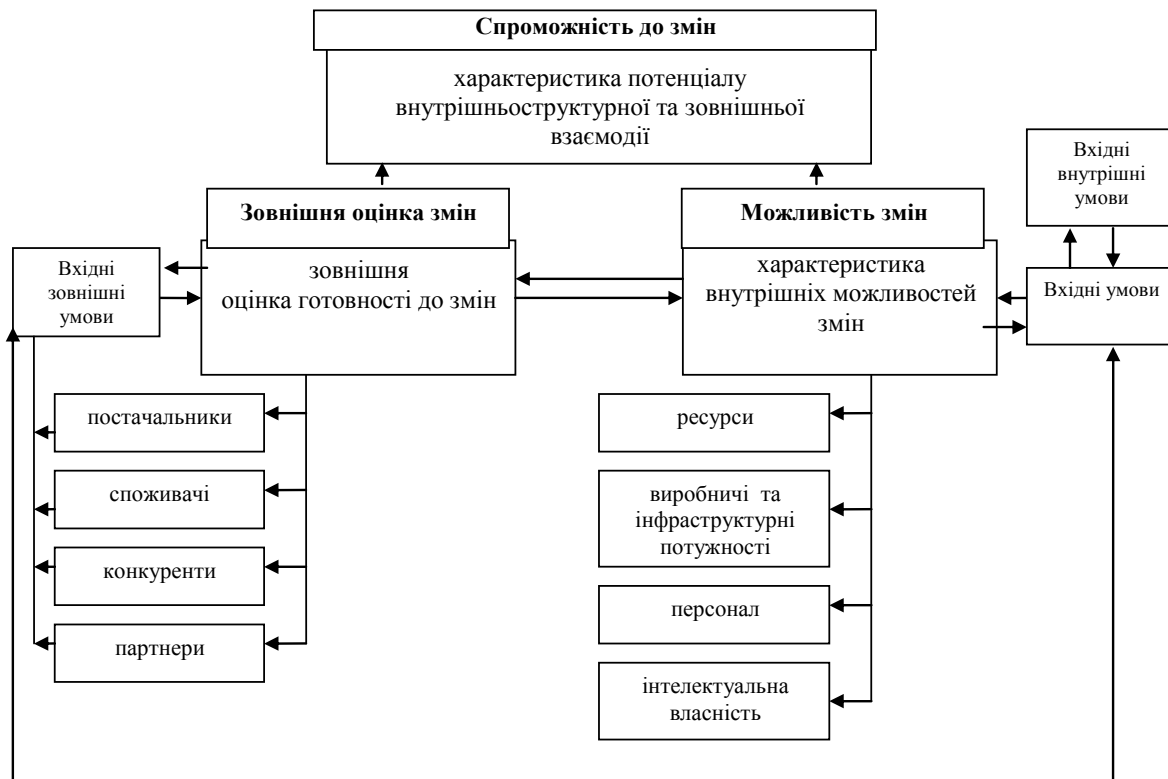 Спроможність до змін
характеристика потенціалу
внутрішньоструктурної та зовнішньої
взаємодії
Вхідні
внутрішні
умови
Зовнішня оцінка змін
Можливість змін
Вхідні
зовнішні
умови
зовнішня
оцінка готовності до змін
характеристика
внутрішніх можливостей
змін
Вхідні умови
постачальники
споживачі
конкуренти
партнери
ресурси
виробничі та
інфраструктурні
потужності
персонал
інтелектуальна
власність